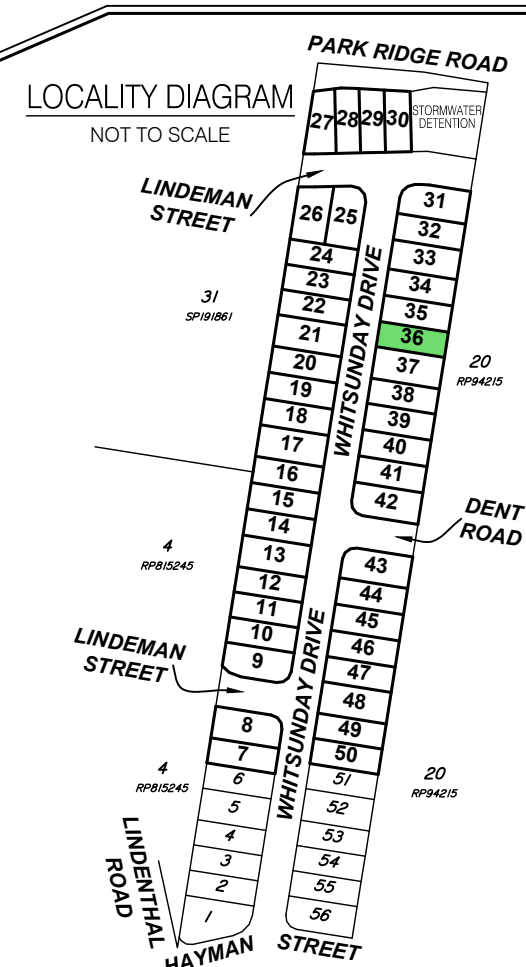 PARK RIDGE ROAD
LOCALITY DIAGRAM
NOT TO SCALE
27 28 29 30
STORMWATER
DETENTION
LINDEMAN
STREET
26 25
24
23
22
21
20
19
18
17
16
15
14
13
12
11
10
9
8
7
6
5
4
3
2
1
WHITSUNDAY DRIVE
WHITSUNDAY DRIVE
31
32
33
34
35
36
37
38
39
40
41
42
43
44
45
46
47
48
49
50
51
52
53
54
55
56
31
SP191861
20
RP94215
DENT
ROAD
4
RP815245
LINDEMAN
STREET
4
RP815245
20
RP94215
LINDENTHAL
ROAD
HAYMAN STREET